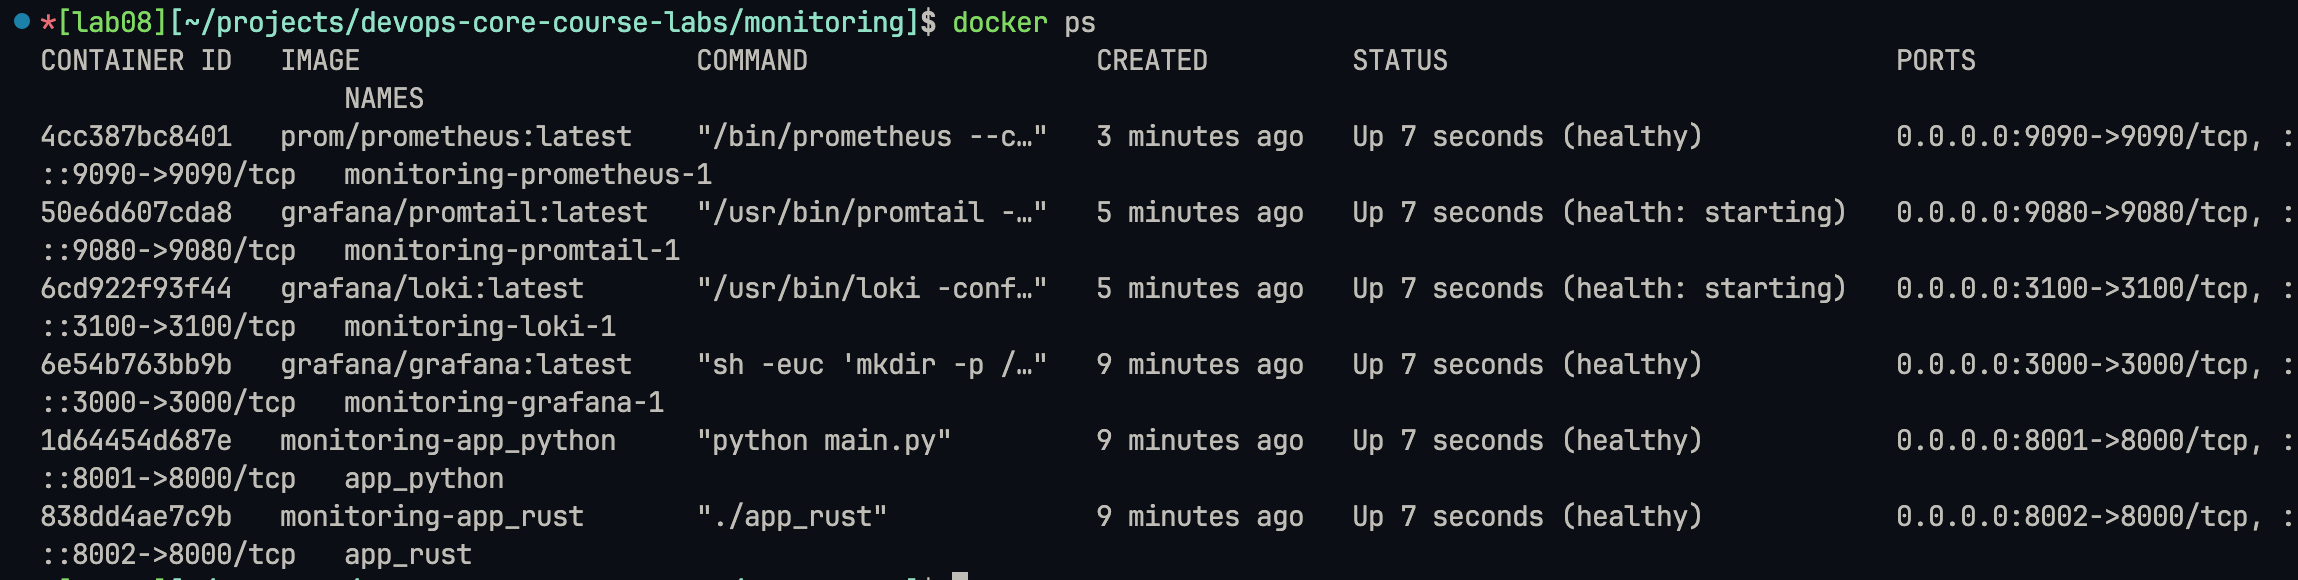 *[lab08][~/projects/devops-core-course-labs/monitoring]$ docker ps
CONTAINER ID   IMAGE                     COMMAND                  CREATED         STATUS                            PORTS
                   NAMES
4cc387bc8401   prom/prometheus:latest    "/bin/prometheus --c…"   3 minutes ago   Up 7 seconds (healthy)            0.0.0.0:9090->9090/tcp, :
::9090->9090/tcp   monitoring-prometheus-1
50e6d607cda8   grafana/promtail:latest   "/usr/bin/promtail -…"   5 minutes ago   Up 7 seconds (health: starting)   0.0.0.0:9080->9080/tcp, :
::9080->9080/tcp   monitoring-promtail-1
6cd922f93f44   grafana/loki:latest       "/usr/bin/loki -conf…"   5 minutes ago   Up 7 seconds (health: starting)   0.0.0.0:3100->3100/tcp, :
::3100->3100/tcp   monitoring-loki-1
6e54b763bb9b   grafana/grafana:latest    "sh -euc 'mkdir -p /…"   9 minutes ago   Up 7 seconds (healthy)            0.0.0.0:3000->3000/tcp, :
::3000->3000/tcp   monitoring-grafana-1
1d64454d687e   monitoring-app_python     "python main.py"         9 minutes ago   Up 7 seconds (healthy)            0.0.0.0:8001->8000/tcp, :
::8001->8000/tcp   app_python
838dd4ae7c9b   monitoring-app_rust       "./app_rust"             9 minutes ago   Up 7 seconds (healthy)            0.0.0.0:8002->8000/tcp, :
::8002->8000/tcp   app_rust